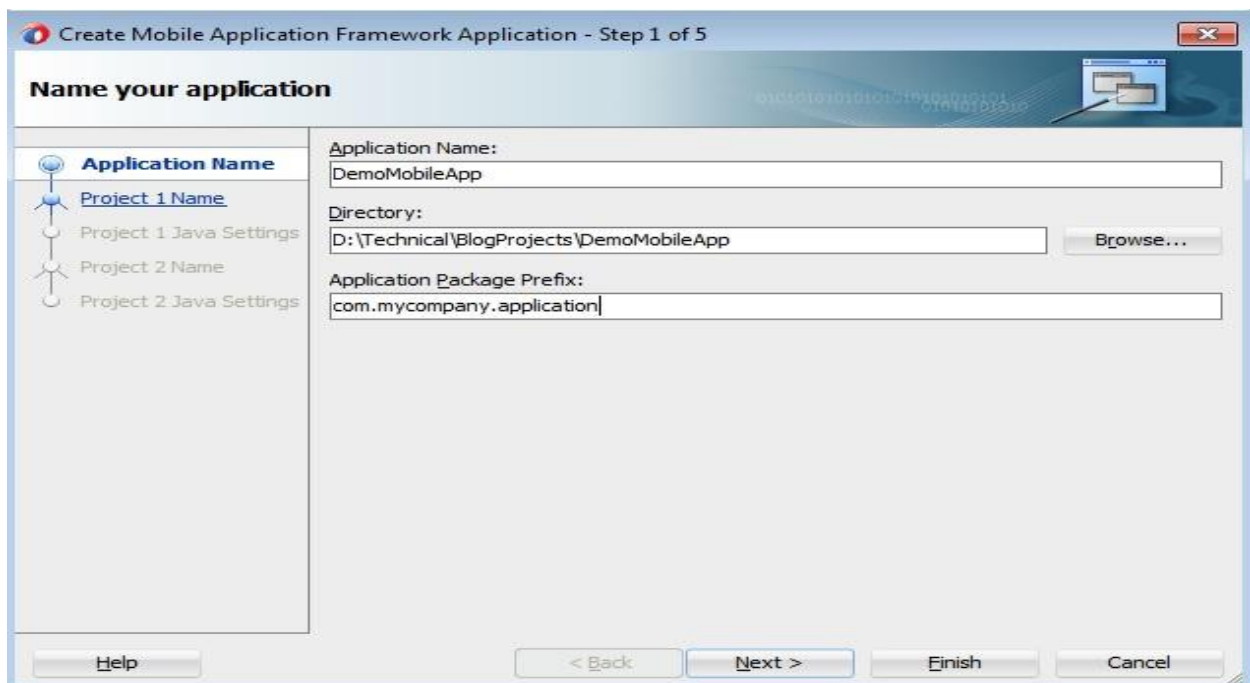 Create Mobile Application Framework Application - Step 1 of 5
Name your application
Application Name
Project 1 Name
Project 1 Java Settings
Project 2 Name
Project 2 Java Settings
Application Name:
DemoMobileApp
Directory:
D:\Technical\BlogProjects\DemoMobileApp
Browse...
Application Package Prefix:
com.mycompany.application
Help
< Back
Next >
Finish
Cancel